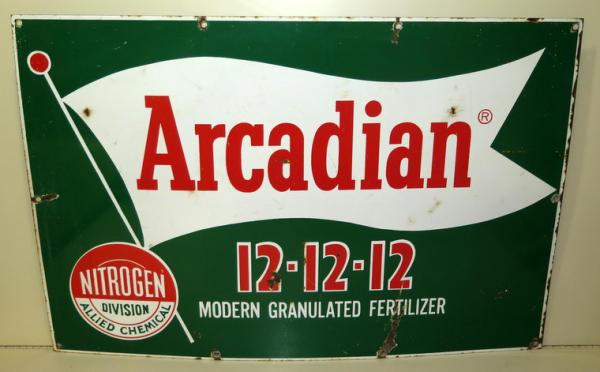 Arcadian®
12-12-12
MODERN GRANULATED FERTILIZER
NITROGEN
DIVISION
ALLIED CHEMICAL